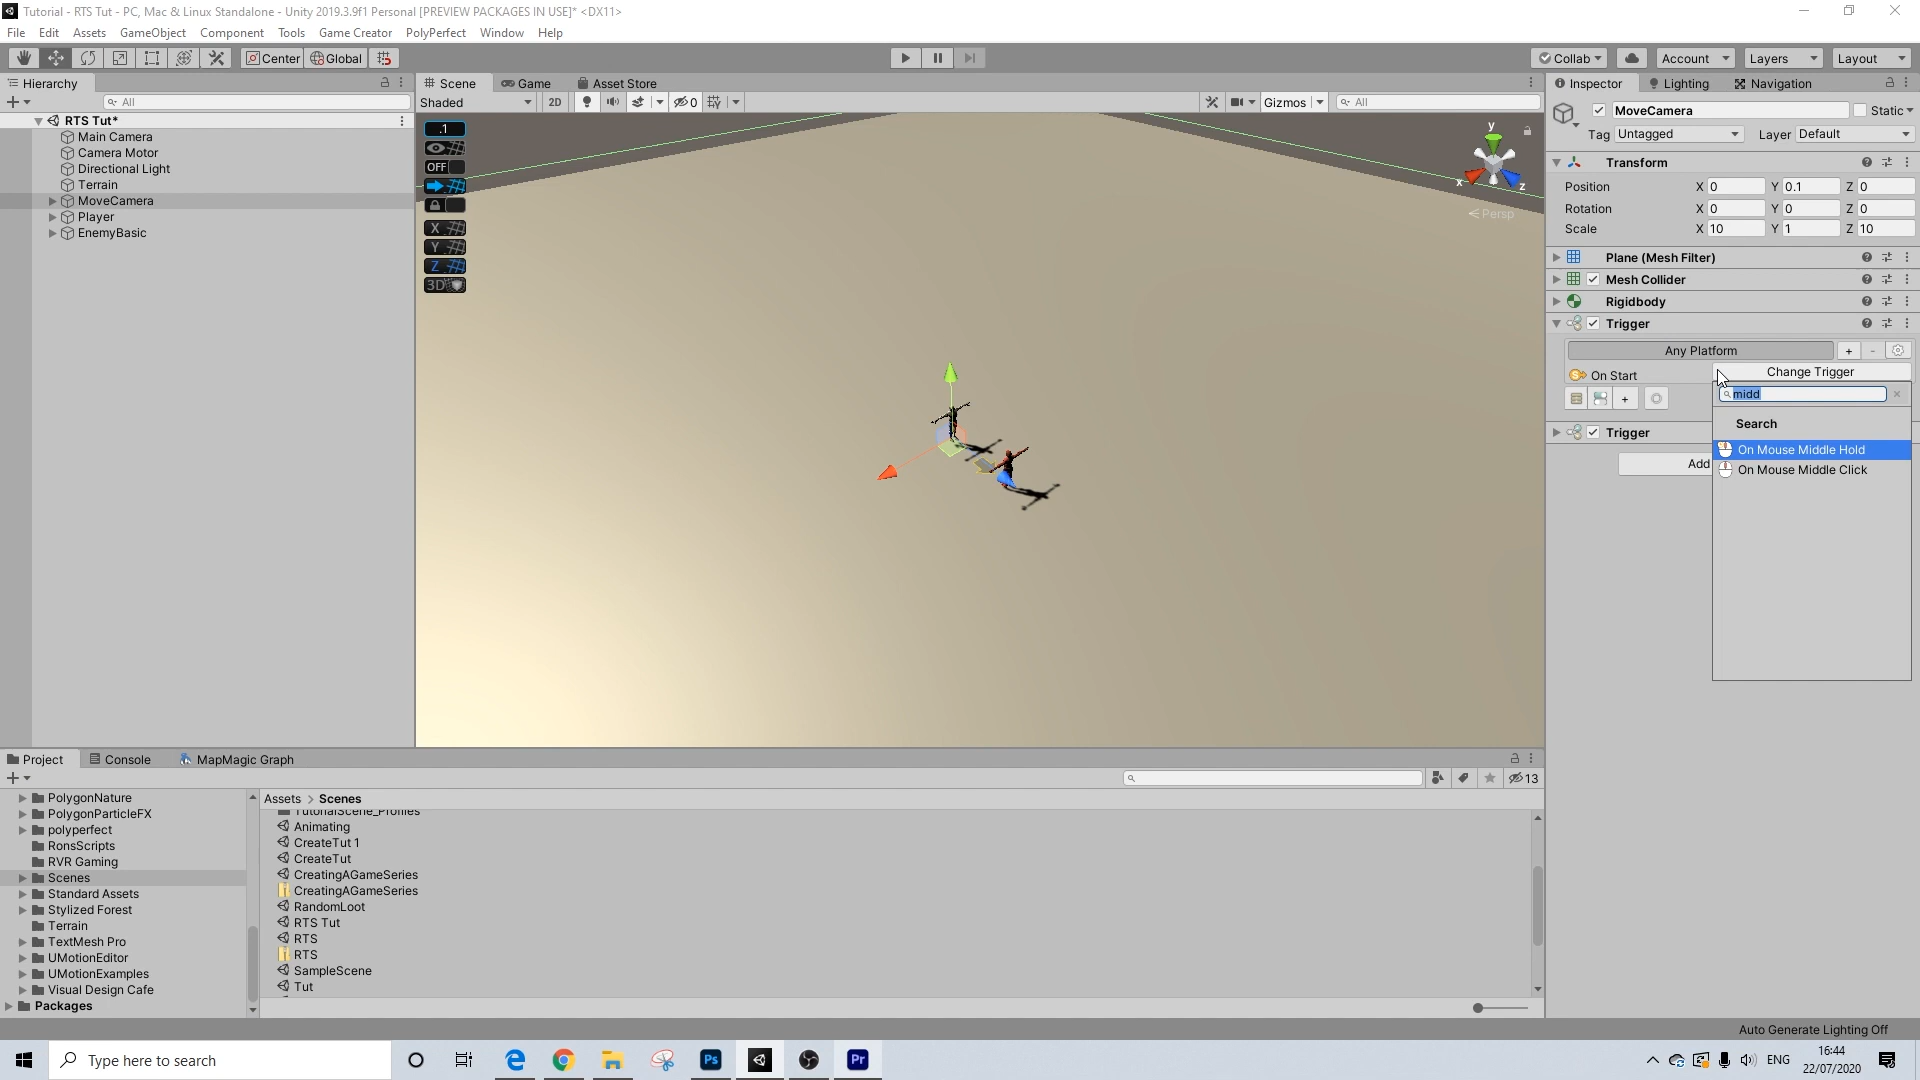 Tutorial - RTS Tut - PC, Mac & Linux Standalone - Unity 2019.3.9f1 Personal [PREVIEW PACKAGES IN USE]* <DX11>
File Edit Assets GameObject Component Tools Game Creator PolyPerfect Window Help
Center Global Collab Account Layers Layout
Hierarchy
All
RTS Tut*
Main Camera
Camera Motor
Directional Light
Terrain
MoveCamera
Player
EnemyBasic
Scene Game Asset Store
Shaded 2D 0 Gizmos All
.1
OFF
X
Y
Z
3D
y
x
z
Persp
Inspector Lighting Navigation
MoveCamera Static
Tag Untagged Layer Default
Transform
Position X 0 Y 0.1 Z 0
Rotation X 0 Y 0 Z 0
Scale X 10 Y 1 Z 10
Plane (Mesh Filter)
Mesh Collider
Rigidbody
Trigger
Any Platform + -
On Start Change Trigger
+
midd
Search
On Mouse Middle Hold
On Mouse Middle Click
Trigger
Add
Project Console MapMagic Graph
13
PolygonNature
PolygonParticleFX
polyperfect
RonsScripts
RVR Gaming
Scenes
Standard Assets
Stylized Forest
Terrain
TextMesh Pro
UMotionEditor
UMotionExamples
Visual Design Cafe
Packages
Assets > Scenes
TutorialScene_Profiles
Animating
CreateTut 1
CreateTut
CreatingAGameSeries
CreatingAGameSeries
RandomLoot
RTS Tut
RTS
RTS
SampleScene
Tut
Auto Generate Lighting Off
Type here to search
Ps
Pr
ENG
16:44
22/07/2020